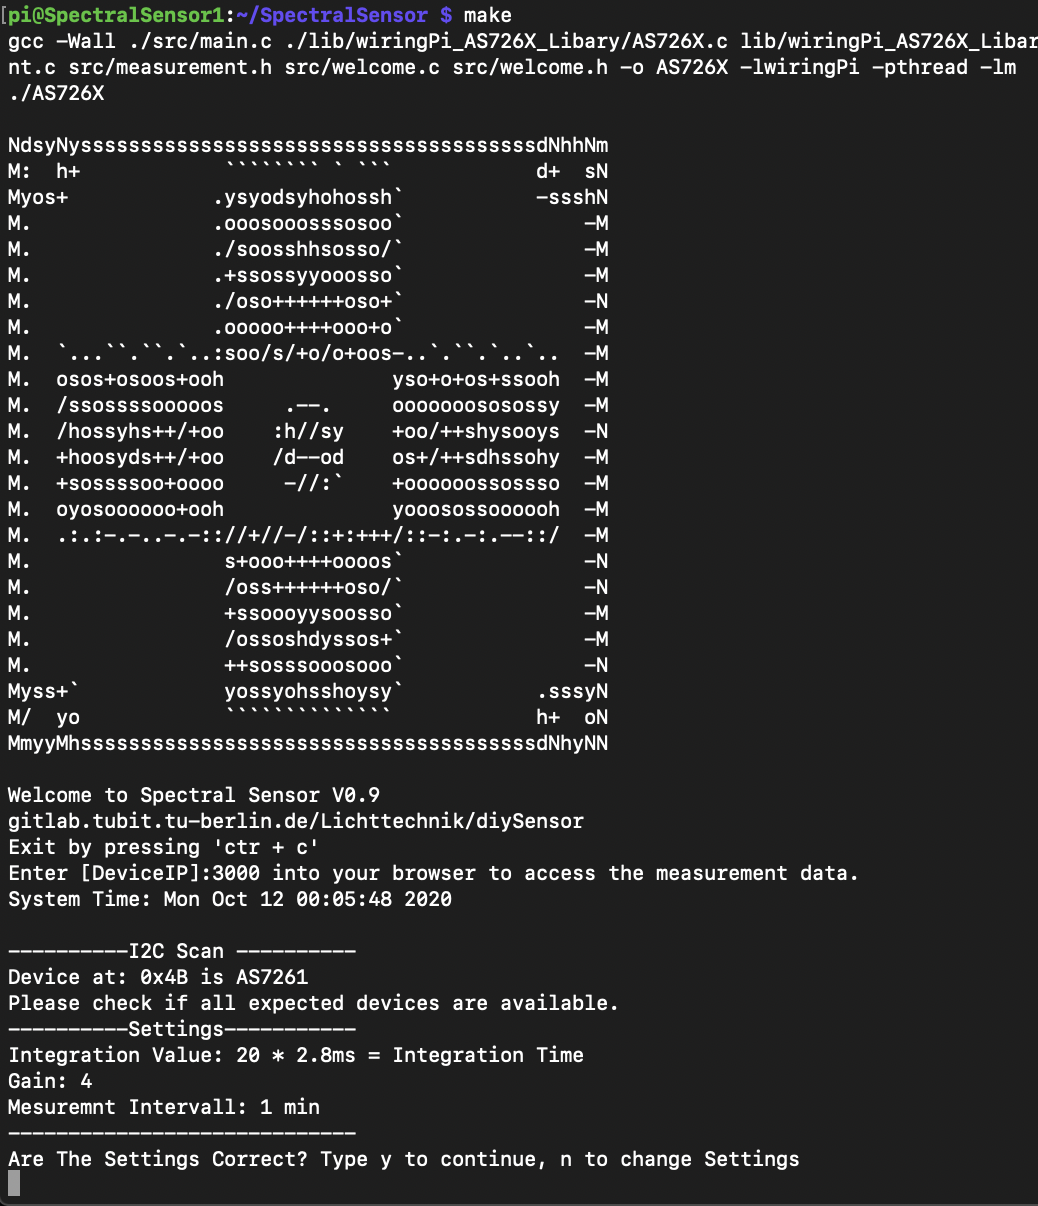 [pi@SpectralSensor1:~/SpectralSensor $ make
gcc -Wall ./src/main.c ./lib/wiringPi_AS726X_Libary/AS726X.c lib/wiringPi_AS726X_Libar
nt.c src/measurement.h src/welcome.c src/welcome.h -o AS726X -lwiringPi -pthread -lm
./AS726X
NdsyNyssssssssssssssssssssssssssssssssssssssdNhhNm
M:  h+            ```````` ` ```            d+  sN
Myos+            .ysyodsyhohossh`           -ssshN
M.               .ooosooosssosoo`               -M
M.               ./soosshhsosso/`               -M
M.               .+ssossyyooosso`               -M
M.               ./oso++++++oso+`               -N
M.               .ooooo++++ooo+o`               -M
M.  `...``.``.`..:soo/s/+o/o+oos-..`.``.`..`..  -M
M.  osos+osoos+ooh              yso+o+os+ssooh  -M
M.  /ssossssooooos     .--.     ooooooososossy  -M
M.  /hossyhs++/+oo    :h//sy    +oo/++shysooys  -N
M.  +hoosyds++/+oo    /d--od    os+/++sdhssohy  -M
M.  +sossssoo+oooo     -//:`    +oooooossossso  -M
M.  oyosoooooo+ooh              yooosossoooooh  -M
M.  .:.:-.-..-.-:://+//-/::+:+++/::-:.-:.--::/  -M
M.                s+ooo++++oooos`               -N
M.                /oss++++++oso/`               -N
M.                +ssoooyysoosso`               -M
M.                /ossoshdyssos+`               -M
M.                ++sosssooosooo`               -N
Myss+`            yossyohsshoysy`           .sssyN
M/  yo            ``````````````            h+  oN
MmyyMhssssssssssssssssssssssssssssssssssssssdNhyNN
Welcome to Spectral Sensor V0.9
gitlab.tubit.tu-berlin.de/Lichttechnik/diySensor
Exit by pressing 'ctr + c'
Enter [DeviceIP]:3000 into your browser to access the measurement data.
System Time: Mon Oct 12 00:05:48 2020
----------I2C Scan ----------
Device at: 0x4B is AS7261
Please check if all expected devices are available.
----------Settings-----------
Integration Value: 20 * 2.8ms = Integration Time
Gain: 4
Mesuremnt Intervall: 1 min
-----------------------------
Are The Settings Correct? Type y to continue, n to change Settings